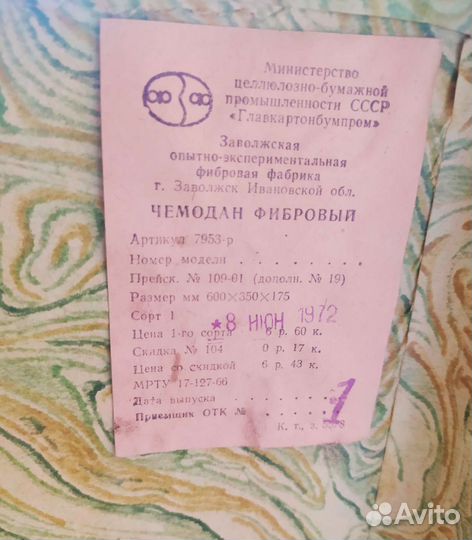 Министерство
целлюлозно-бумажной
промышленности СССР
«Главкартонбумпром»
Заволжская
опытно-экспериментальная
фибровая фабрика
г. Заволжск Ивановской обл.
ЧЕМОДАН ФИБРОВЫЙ
Артикул 7953-р
Номер модели . . . . . . .
Прейск. № 109-01 (дополн. № 19)
Размер мм 600×350×175
Сорт 1
★8 ИЮН 1972
Цена 1-го сорта 6 р. 60 к.
Скидка № 104 0 р. 17 к.
Цена со скидкой 6 р. 43 к.
МРТУ 17-127-66
Дата выпуска . . . . . . .
1
Приемщик ОТК № . . . . . .
К. т., з.
Avito